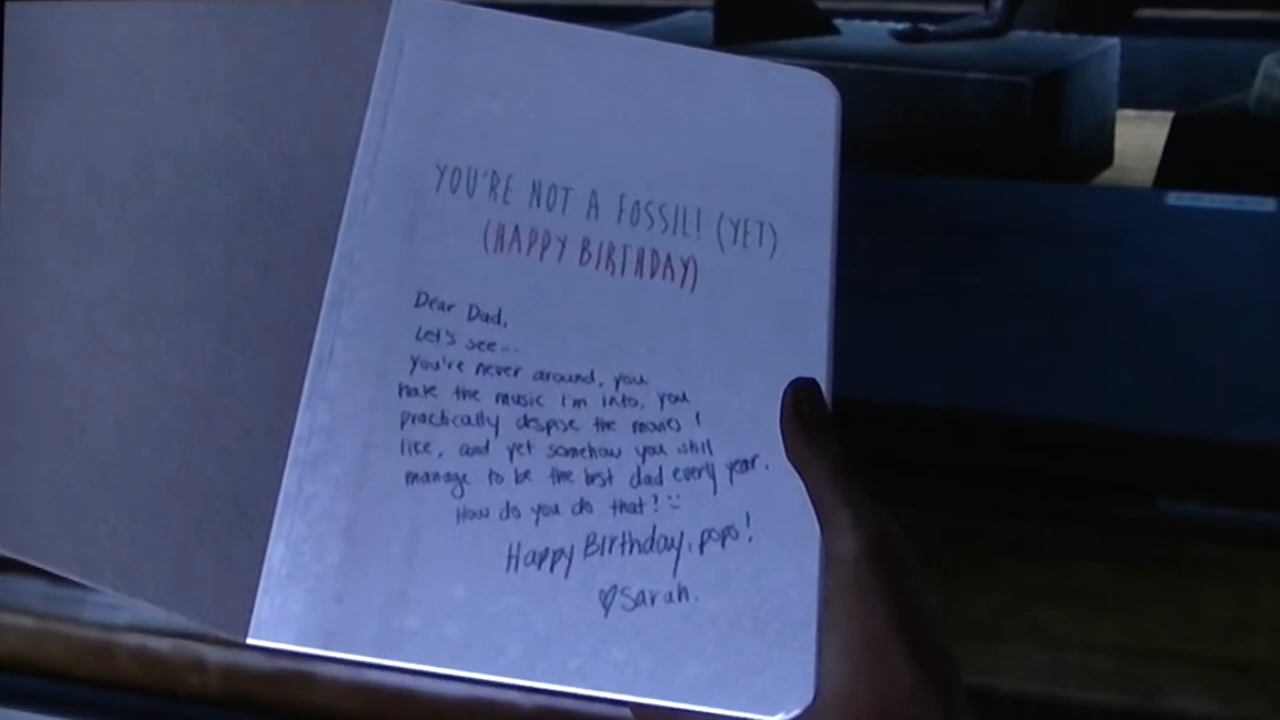 YOU'RE NOT A FOSSIL! (YET)
(HAPPY BIRTHDAY)
Dear Dad,
Let's see...
You're never around, you
hate the music I'm into, you
practically despise the movies I
like, and yet somehow you still
manage to be the best dad every year.
How do you do that! :)
Happy Birthday, pops!
♡Sarah.